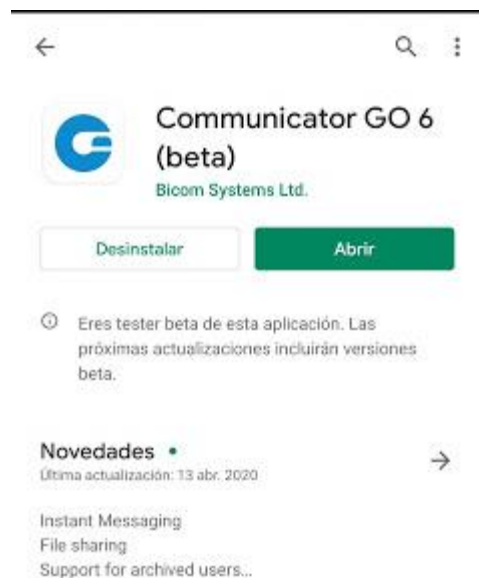 Communicator GO 6
(beta)
Bicom Systems Ltd.
Desinstalar
Abrir
Eres tester beta de esta aplicación. Las
próximas actualizaciones incluirán versiones
beta.
Novedades
Última actualización: 13 abr. 2020
Instant Messaging
File sharing
Support for archived users...